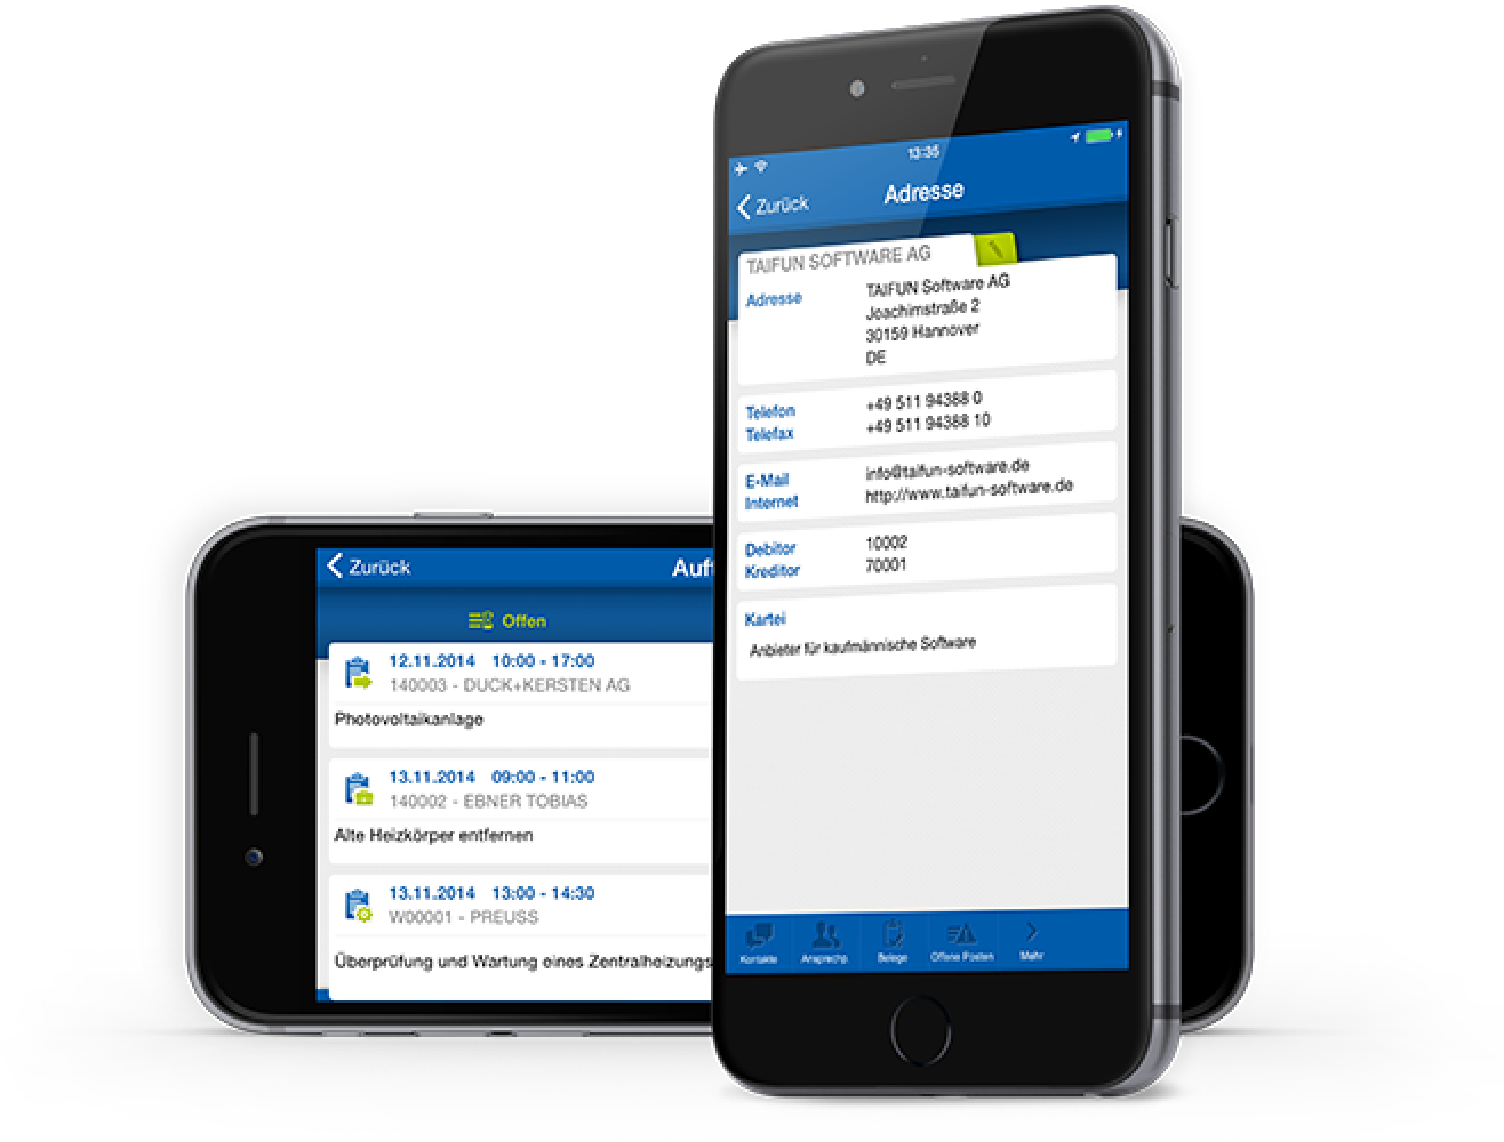 13:36
Zurück
Adresse
TAIFUN SOFTWARE AG
Adresse
TAIFUN Software AG
Joachimstraße 2
30159 Hannover
DE
Telefon
+49 511 94388 0
Telefax
+49 511 94388 10
E-Mail
info@taifun-software.de
Internet
http://www.taifun-software.de
Debitor
10002
Kreditor
70001
Kartei
Anbieter für kaufmännische Software
Kontakte
Ansprechp
Belege
Offene Posten
Mehr
Zurück
Auft
Offen
12.11.2014 10:00 - 17:00
140003 - DUCK+KERSTEN AG
Photovoltaikanlage
13.11.2014 09:00 - 11:00
140002 - EBNER TOBIAS
Alte Heizkörper entfernen
13.11.2014 13:00 - 14:30
W00001 - PREUSS
Überprüfung und Wartung eines Zentralheizungs